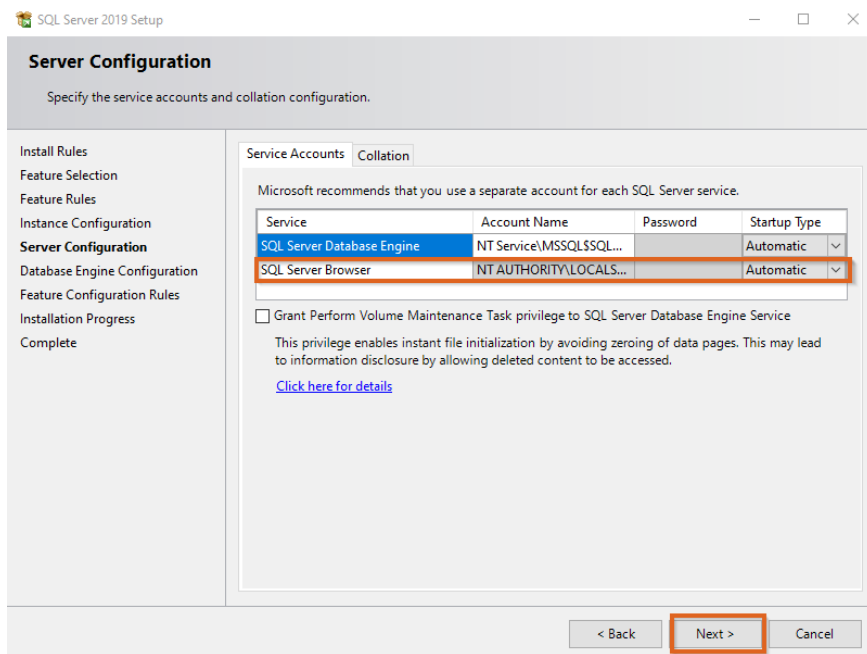 SQL Server 2019 Setup
Server Configuration
Specify the service accounts and collation configuration.
Install Rules
Feature Selection
Feature Rules
Instance Configuration
Server Configuration
Database Engine Configuration
Feature Configuration Rules
Installation Progress
Complete
Service Accounts Collation
Microsoft recommends that you use a separate account for each SQL Server service.
Service Account Name Password Startup Type
SQL Server Database Engine NT Service\MSSQL$SQL... Automatic
SQL Server Browser NT AUTHORITY\LOCALS... Automatic
Grant Perform Volume Maintenance Task privilege to SQL Server Database Engine Service
This privilege enables instant file initialization by avoiding zeroing of data pages. This may lead
to information disclosure by allowing deleted content to be accessed.
Click here for details
< Back Next > Cancel